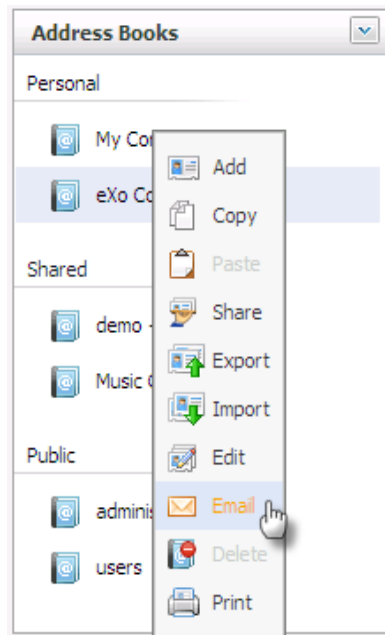 Address Books
Personal
My Co
eXo Co
Shared
demo -
Music
Public
adminis
users
Add
Copy
Paste
Share
Export
Import
Edit
Email
Delete
Print